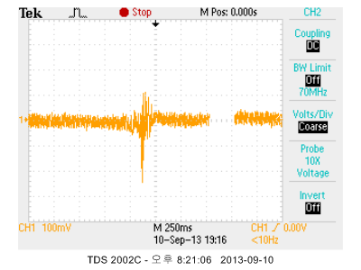 Tek Stop M Pos: 0.000s CH2
Coupling
DC
BW Limit
Off
70MHz
Volts/Div
Coarse
Probe
10X
Voltage
Invert
Off
1
CH1 100mV M 250ms CH1 / 0.00V
10-Sep-13 19:16 <10Hz
TDS 2002C - 오후 8:21:06 2013-09-10